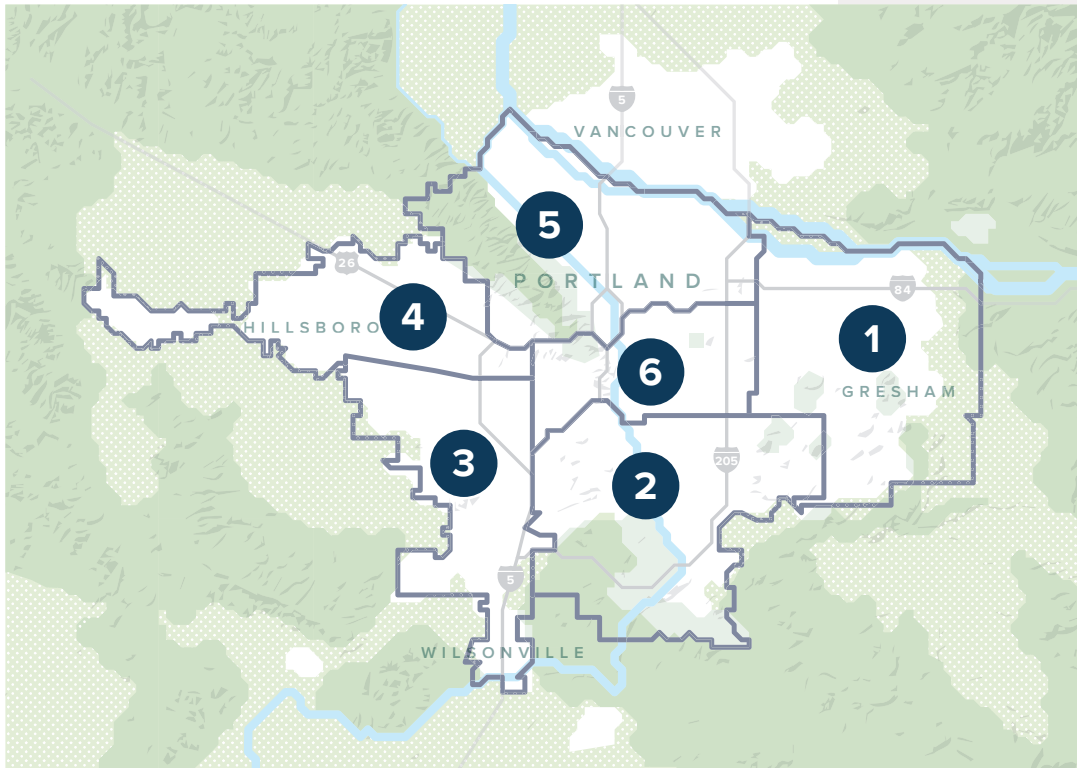 5
VANCOUVER
5
26
PORTLAND
84
HILLSBORO
4
1
6
GRESHAM
3
205
2
5
WILSONVILLE